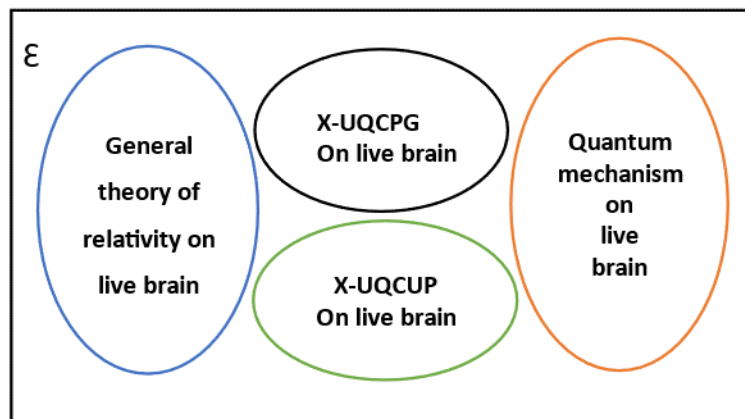 ε
General
theory of
relativity on
live brain
X-UQCPG
On live brain
X-UQCUP
On live brain
Quantum
mechanism
on
live
brain